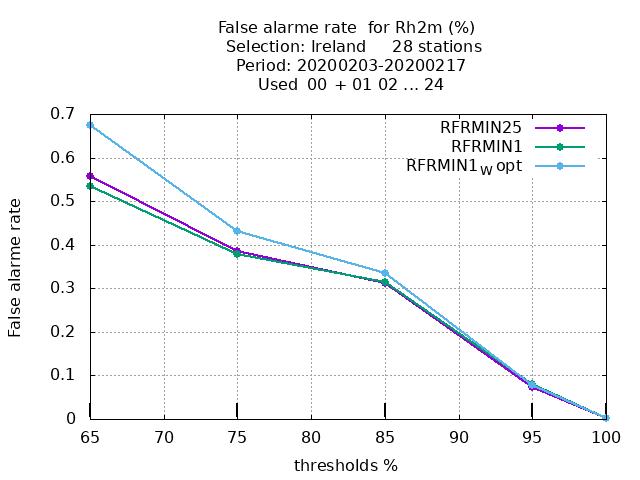 False alarme rate  for Rh2m (%)
Selection: Ireland     28 stations
Period: 20200203-20200217
Used  00  + 01 02 ... 24
0.7
0.6
0.5
0.4
0.3
0.2
0.1
0
False alarme rate
RFRMIN25
RFRMIN1
RFRMIN1W opt
65 70 75 80 85 90 95 100
thresholds %